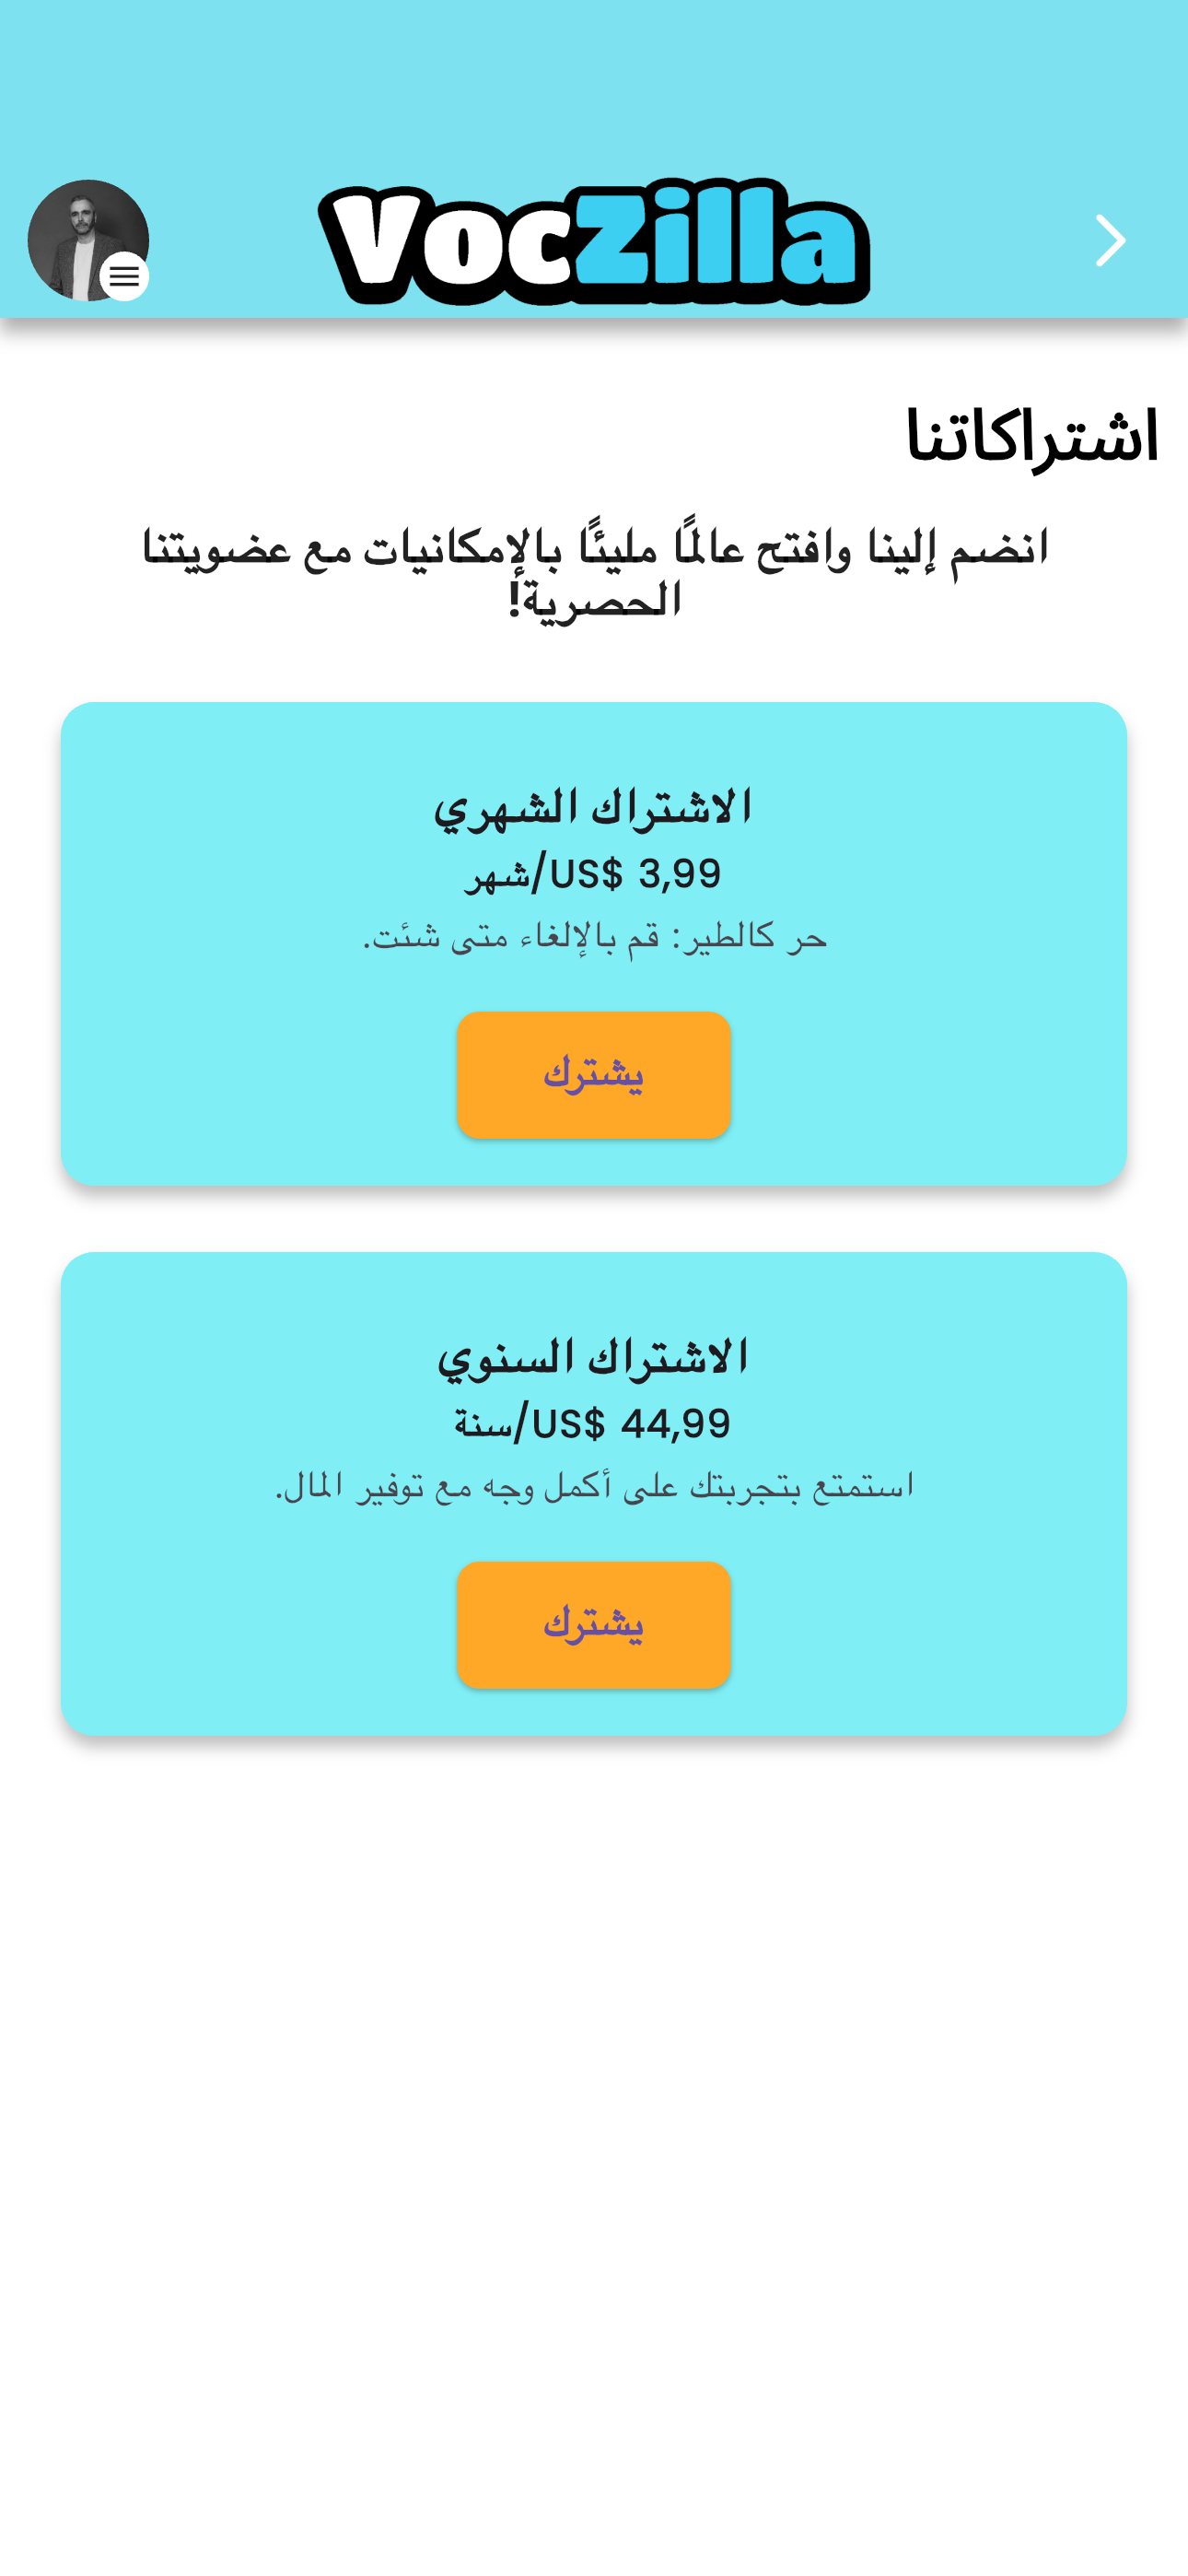 VocZilla
اشتراكاتنا
انضم إلينا وافتح عالمًا مليئًا بالإمكانيات مع عضويتنا
الحصرية!
الاشتراك الشهري
US$ 3,99/شهر
حر كالطير: قم بالإلغاء متى شئت.
يشترك
الاشتراك السنوي
US$ 44,99/سنة
استمتع بتجربتك على أكمل وجه مع توفير المال.
يشترك